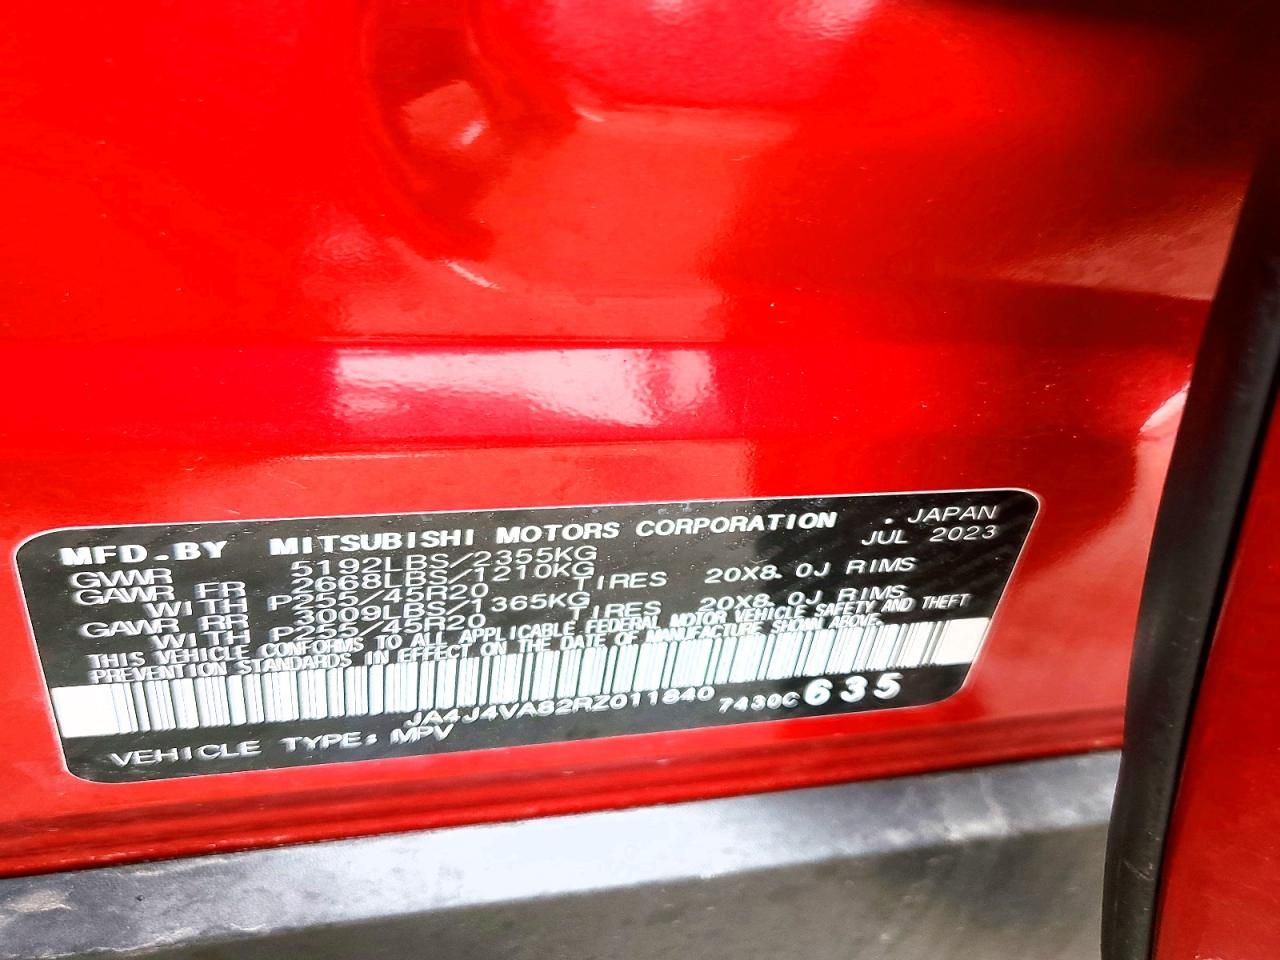 MFD.BY MITSUBISHI MOTORS CORPORATION . JAPAN
JUL 2023
GVWR 5192LBS/2355KG
GAWR FR 2668LBS/1210KG
WITH P255/45R20 TIRES 20X8.0J RIMS
GAWR RR 3009LBS/1365KG
WITH P255/45R20 TIRES 20X8.0J RIMS
THIS VEHICLE CONFORMS TO ALL APPLICABLE FEDERAL MOTOR VEHICLE SAFETY AND THEFT
PREVENTION STANDARDS IN EFFECT ON THE DATE OF MANUFACTURE SHOWN ABOVE.
JA4J4VA82RZ011840 7430C 635
VEHICLE TYPE: MPV